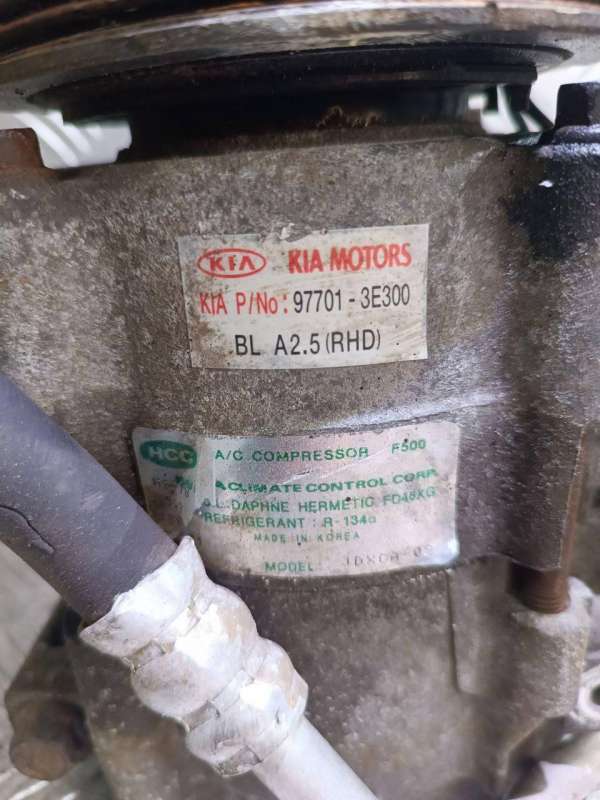 KIA KIA MOTORS
KIA P/No: 97701-3E300
BL A2.5(RHD)
HCC A/C COMPRESSOR F500
CLIMATE CONTROL CORP.
DAPHNE HERMETIC FD46XG
REFRIGERANT: R-134a
MADE IN KOREA
MODEL